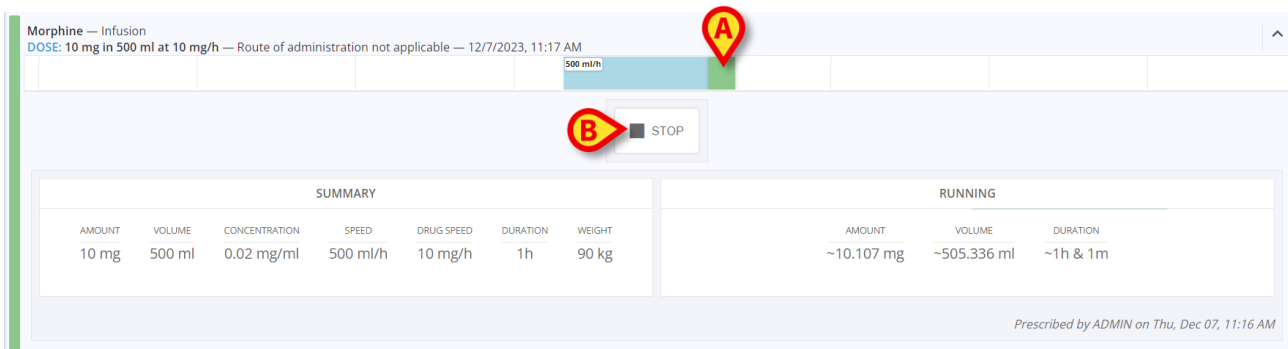 A
Morphine — Infusion
DOSE: 10 mg in 500 ml at 10 mg/h — Route of administration not applicable — 12/7/2023, 11:17 AM
500 ml/h
B
STOP
SUMMARY
AMOUNT VOLUME CONCENTRATION SPEED DRUG SPEED DURATION WEIGHT
10 mg 500 ml 0.02 mg/ml 500 ml/h 10 mg/h 1h 90 kg
RUNNING
AMOUNT VOLUME DURATION
~10.107 mg ~505.336 ml ~1h & 1m
Prescribed by ADMIN on Thu, Dec 07, 11:16 AM